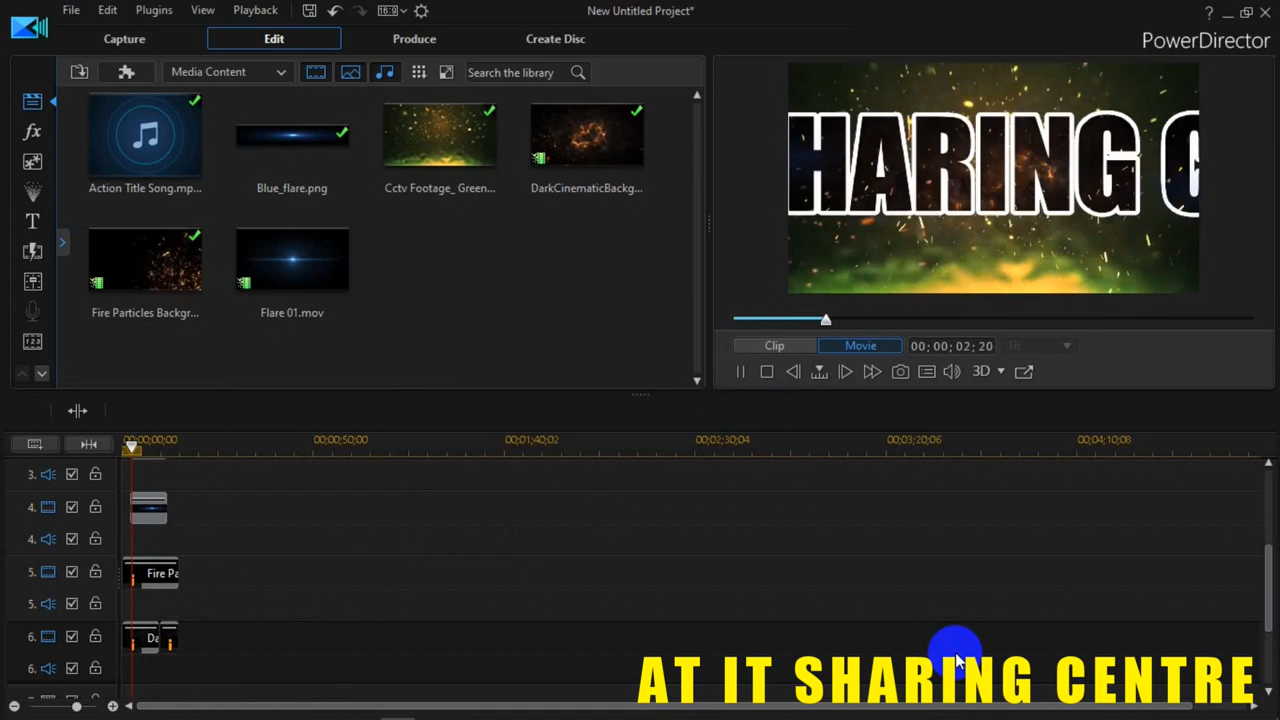 File Edit Plugins View Playback 16:9 New Untitled Project* ?
Capture Edit Produce Create Disc PowerDirector
Media Content Search the library
fx
T
Action Title Song.mp... Blue_flare.png Cctv Footage_ Green... DarkCinematicBackg...
Fire Particles Backgr... Flare 01.mov
HARING C
Clip Movie 00; 00; 02; 20 Fit
3D
00;00;00;00 00;00;50;00 00;01;40;02 00;02;30;04 00;03;20;06 00;04;10;08
3.
4.
4.
5. Fire Pa
5.
6. Da
6.
AT IT SHARING CENTRE